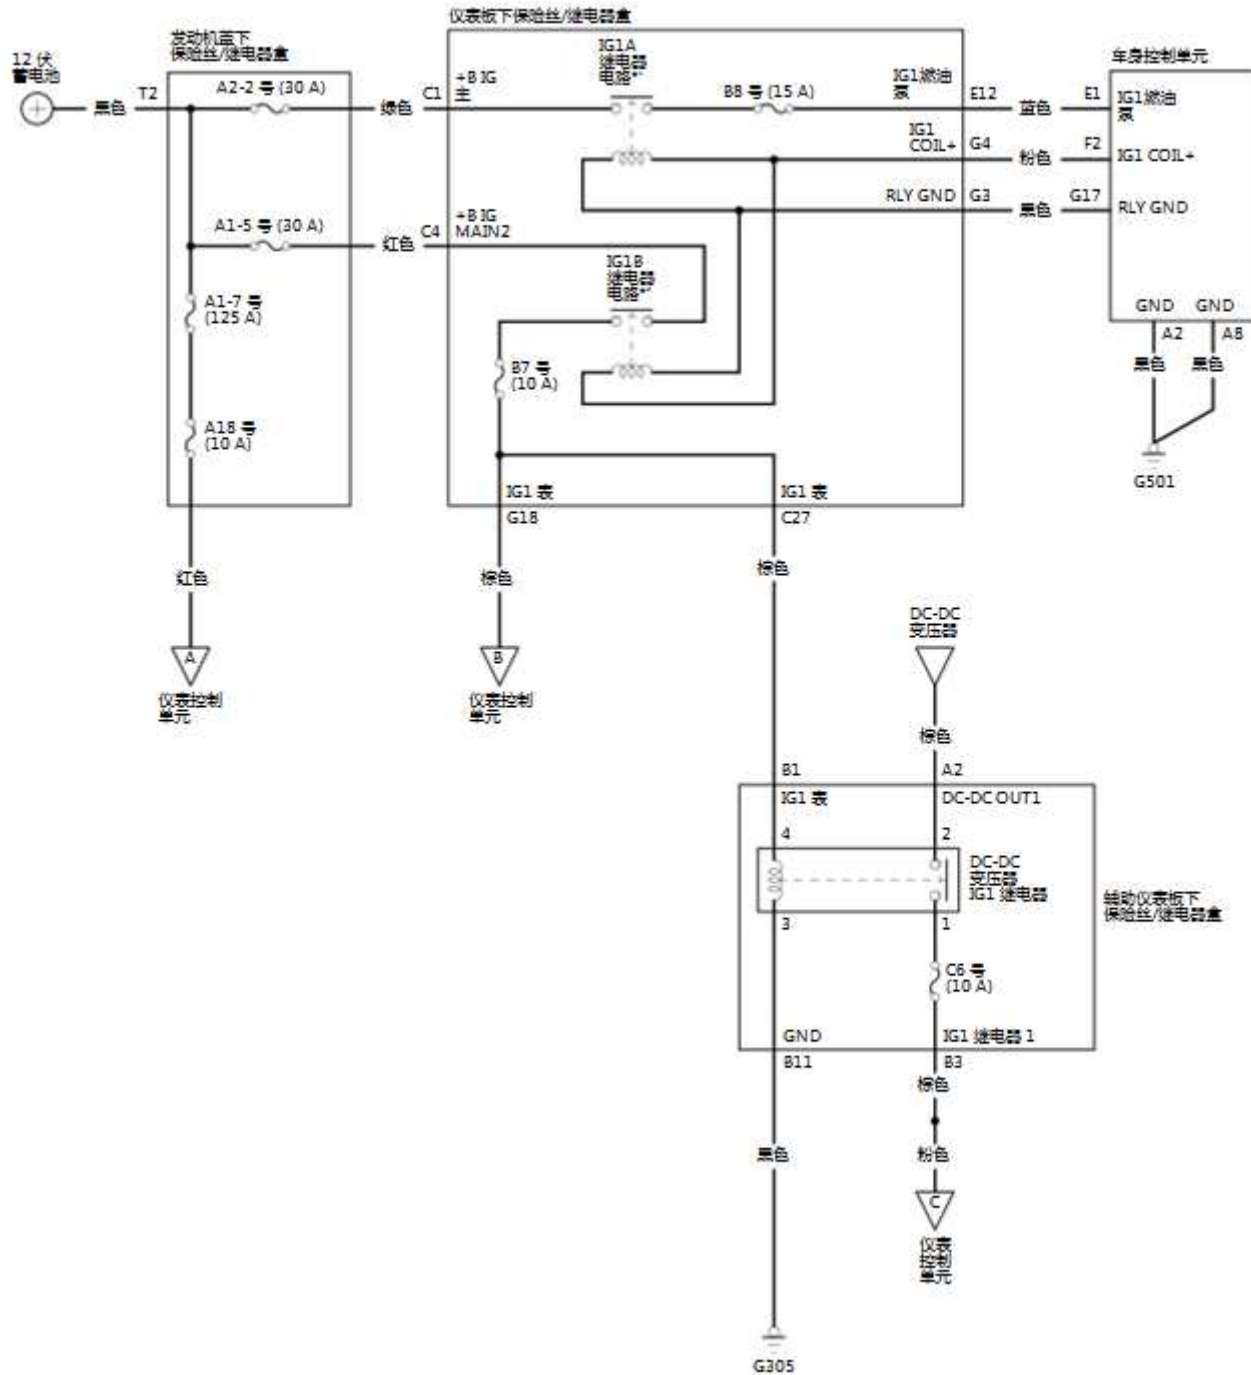 仪表板下保险丝/继电器盒
12 伏
蓄电池
发动机盖下
保险丝/继电器盒
黑色
T2
A2-2 号 (30 A)
绿色
C1
+B IG
主
IG1A
继电器
电路*¹
B8 号 (15 A)
IG1燃油
泵
E12
蓝色
E1
车身控制单元
IG1燃油
泵
IG1
COIL+
G4
粉色
F2
IG1 COIL+
RLY GND
G3
黑色
G17
RLY GND
A1-5 号 (30 A)
红色
C4
+B IG
MAIN2
IG1B
继电器
电路*¹
A1-7 号
(125 A)
B7 号
(10 A)
A18 号
(10 A)
GND
GND
A2
A8
黑色
黑色
G501
IG1 表
G18
IG1 表
C27
红色
棕色
棕色
A
仪表控制
单元
B
仪表控制
单元
DC-DC
变压器
棕色
B1
A2
IG1 表
DC-DC OUT1
4
2
DC-DC
变压器
IG1 继电器
辅助仪表板下
保险丝/继电器盒
3
1
C6 号
(10 A)
GND
IG1 继电器 1
B11
B3
棕色
黑色
粉色
C
仪表
控制
单元
G305